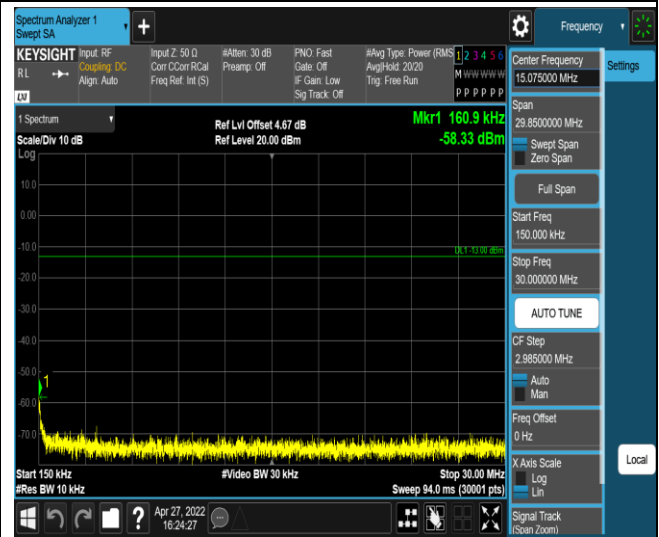 Spectrum Analyzer 1
Swept SA
Frequency
KEYSIGHT
RL
LXI
Input: RF
Coupling: DC
Align: Auto
Input Z: 50 Ω
Corr CCorr RCal
Freq Ref: Int (S)
#Atten: 30 dB
Preamp: Off
PNO: Fast
Gate: Off
IF Gain: Low
Sig Track: Off
#Avg Type: Power (RMS
Avg|Hold: 20/20
Trig: Free Run
1 2 3 4 5 6
M W W W W W
P P P P P P
1 Spectrum
Scale/Div 10 dB
Log
Ref Lvl Offset 4.67 dB
Ref Level 20.00 dBm
Mkr1 160.9 kHz
-58.33 dBm
10.0
0.00
-10.0
DL1 -13.00 dBm
-20.0
-30.0
-40.0
-50.0
1
-60.0
-70.0
Start 150 kHz
#Video BW 30 kHz
Stop 30.00 MHz
#Res BW 10 kHz
Sweep 94.0 ms (30001 pts)
?
Apr 27, 2022
16:24:27
Center Frequency
15.075000 MHz
Settings
Span
29.8500000 MHz
Swept Span
Zero Span
Full Span
Start Freq
150.000 kHz
Stop Freq
30.000000 MHz
AUTO TUNE
CF Step
2.985000 MHz
Auto
Man
Freq Offset
0 Hz
X Axis Scale
Log
Lin
Local
Signal Track
(Span Zoom)